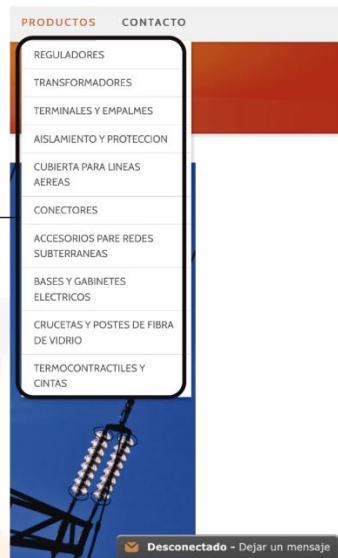 PRODUCTOS CONTACTO
REGULADORES
TRANSFORMADORES
TERMINALES Y EMPALMES
AISLAMIENTO Y PROTECCION
CUBIERTA PARA LINEAS
AEREAS
CONECTORES
ACCESORIOS PARE REDES
SUBTERRANEAS
BASES Y GABINETES
ELECTRICOS
CRUCETAS Y POSTES DE FIBRA
DE VIDRIO
TERMOCONTRACTILES Y
CINTAS
Desconectado - Dejar un mensaje